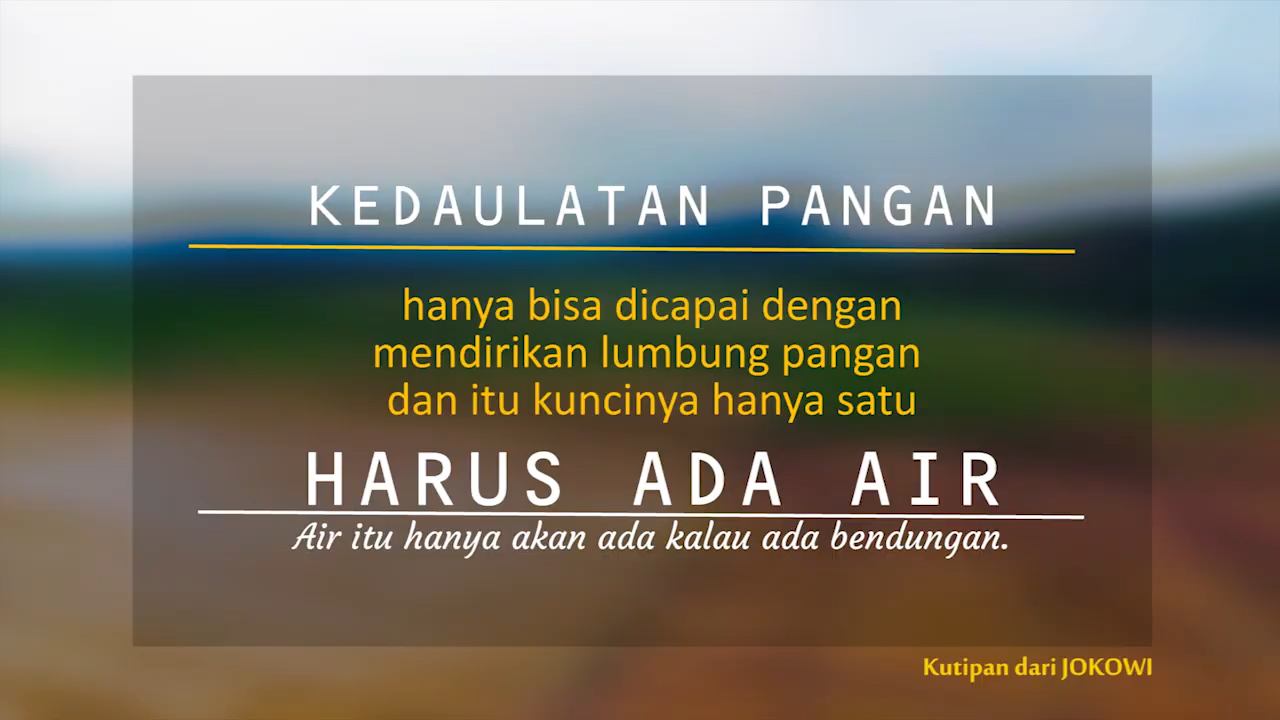 KEDAULATAN PANGAN
hanya bisa dicapai dengan
mendirikan lumbung pangan
dan itu kuncinya hanya satu
HARUS ADA AIR
Air itu hanya akan ada kalau ada bendungan.
Kutipan dari JOKOWI